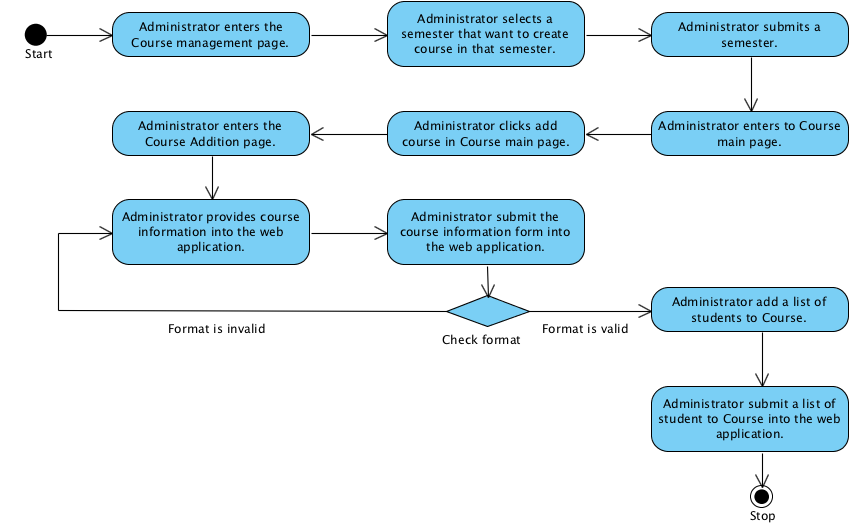 Start
Administrator enters the
Course management page.
Administrator selects a
semester that want to create
course in that semester.
Administrator submits a
semester.
Administrator enters to Course
main page.
Administrator clicks add
course in Course main page.
Administrator enters the
Course Addition page.
Administrator provides course
information into the web
application.
Administrator submit the
course information form into
the web application.
Check format
Format is invalid
Format is valid
Administrator add a list of
students to Course.
Administrator submit a list of
student to Course into the web
application.
Stop